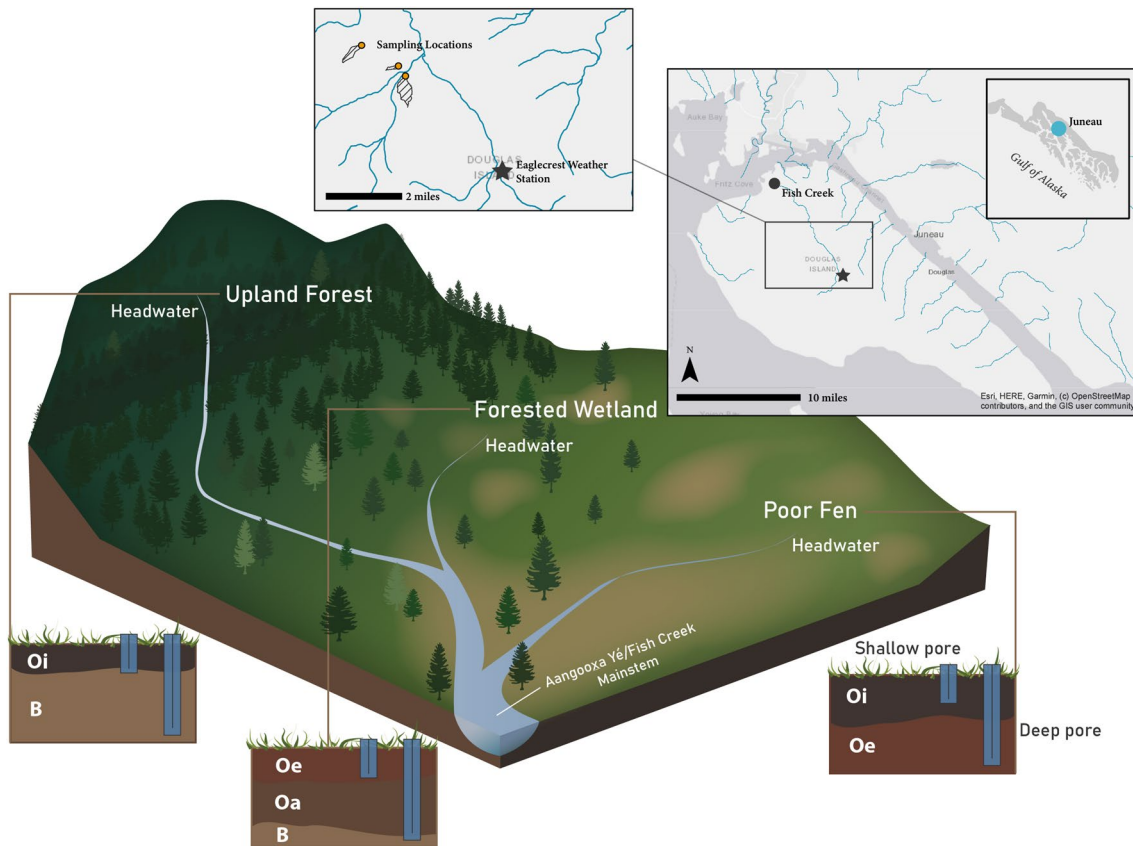 Sampling Locations
DOUGLAS
ISLAND
Eaglecrest Weather
Station
2 miles
Auke Bay
Fritz Cove
Fish Creek
DOUGLAS
ISLAND
Juneau
Douglas
N
10 miles
Esri, HERE, Garmin, (c) OpenStreetMap
contributors, and the GIS user community
Juneau
Gulf of Alaska
Upland Forest
Headwater
Forested Wetland
Headwater
Poor Fen
Headwater
Aangooxa Yé/Fish Creek
Mainstem
Oi
B
Oe
Oa
B
Shallow pore
Oi
Oe
Deep pore